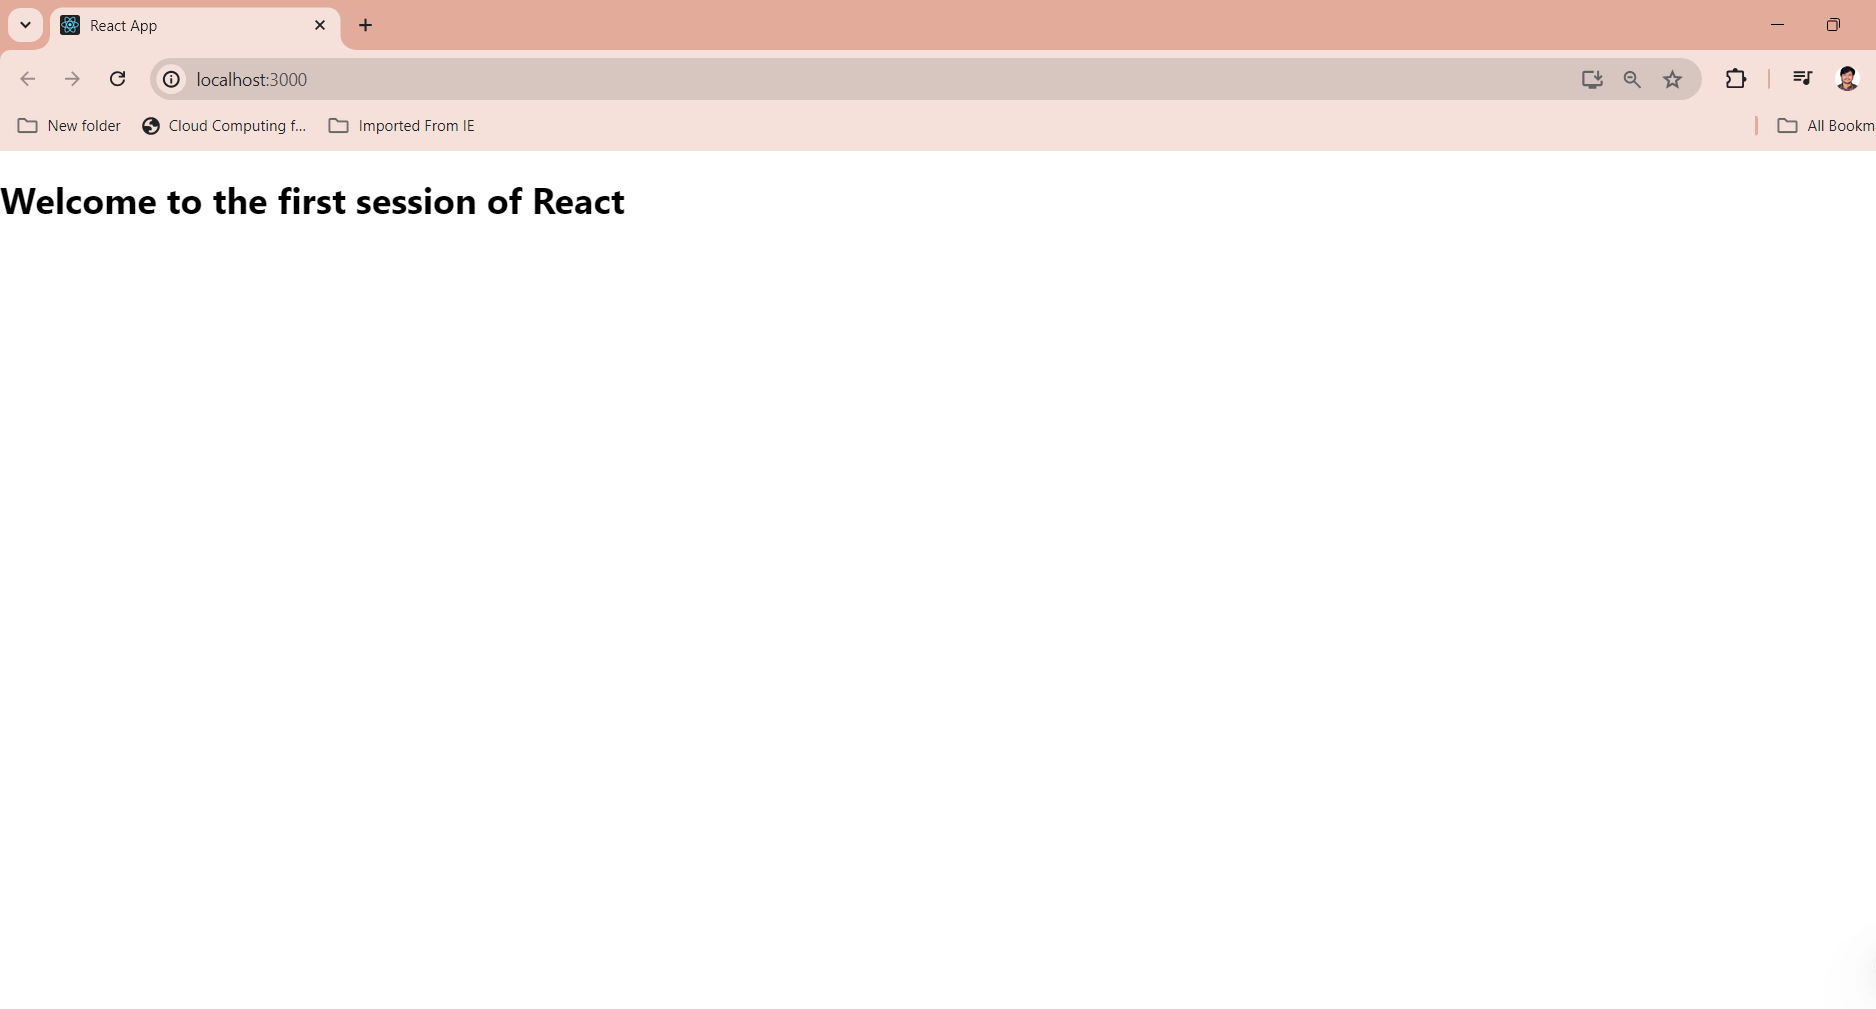 React App
localhost:3000
New folder
Cloud Computing f...
Imported From IE
All Bookm
Welcome to the first session of React